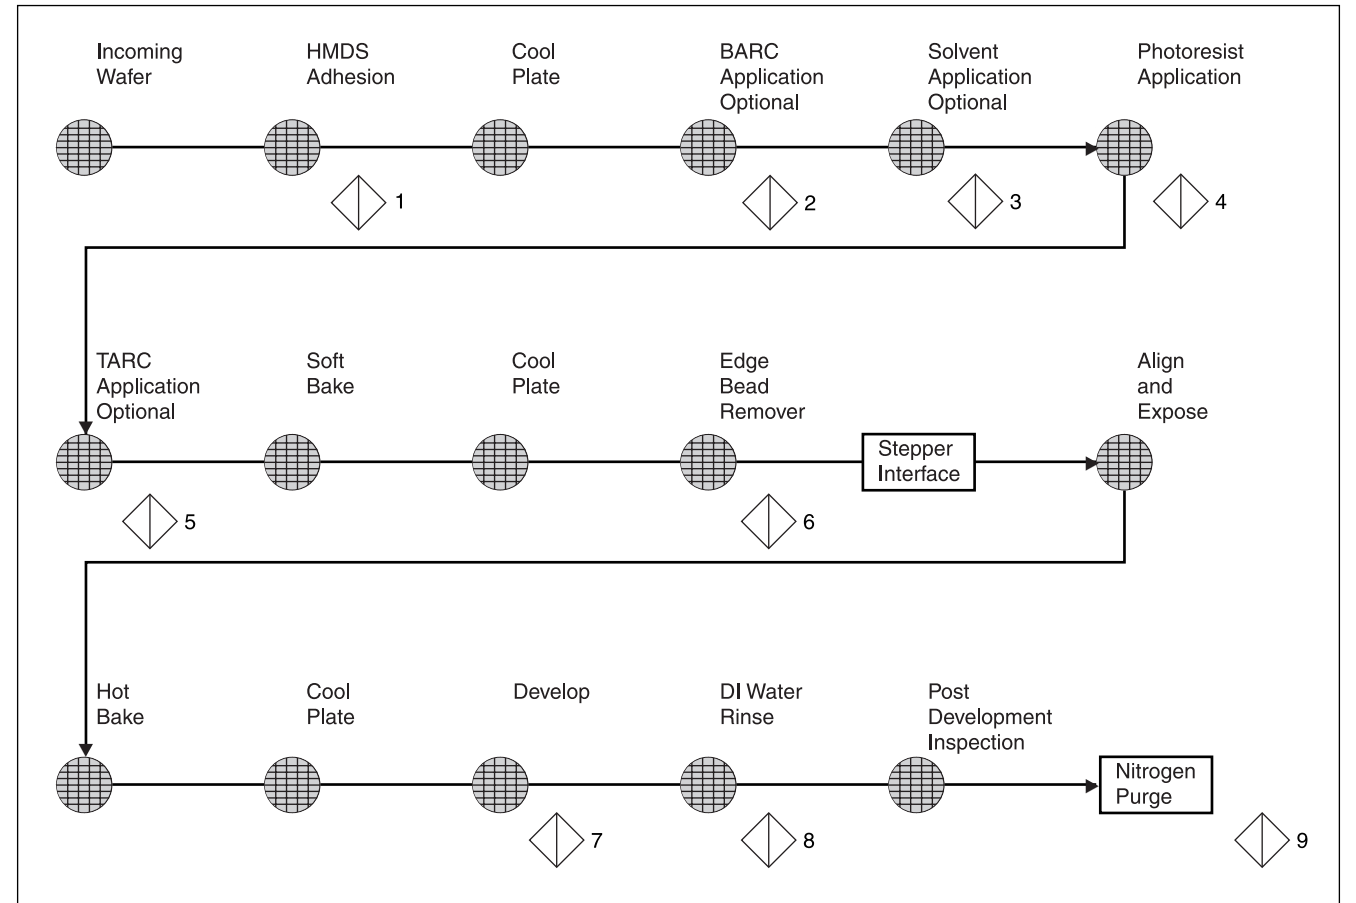 Incoming
Wafer
HMDS
Adhesion
Cool
Plate
BARC
Application
Optional
Solvent
Application
Optional
Photoresist
Application
1
2
3
4
TARC
Application
Optional
Soft
Bake
Cool
Plate
Edge
Bead
Remover
Stepper
Interface
Align
and
Expose
5
6
Hot
Bake
Cool
Plate
Develop
DI Water
Rinse
Post
Development
Inspection
Nitrogen
Purge
7
8
9